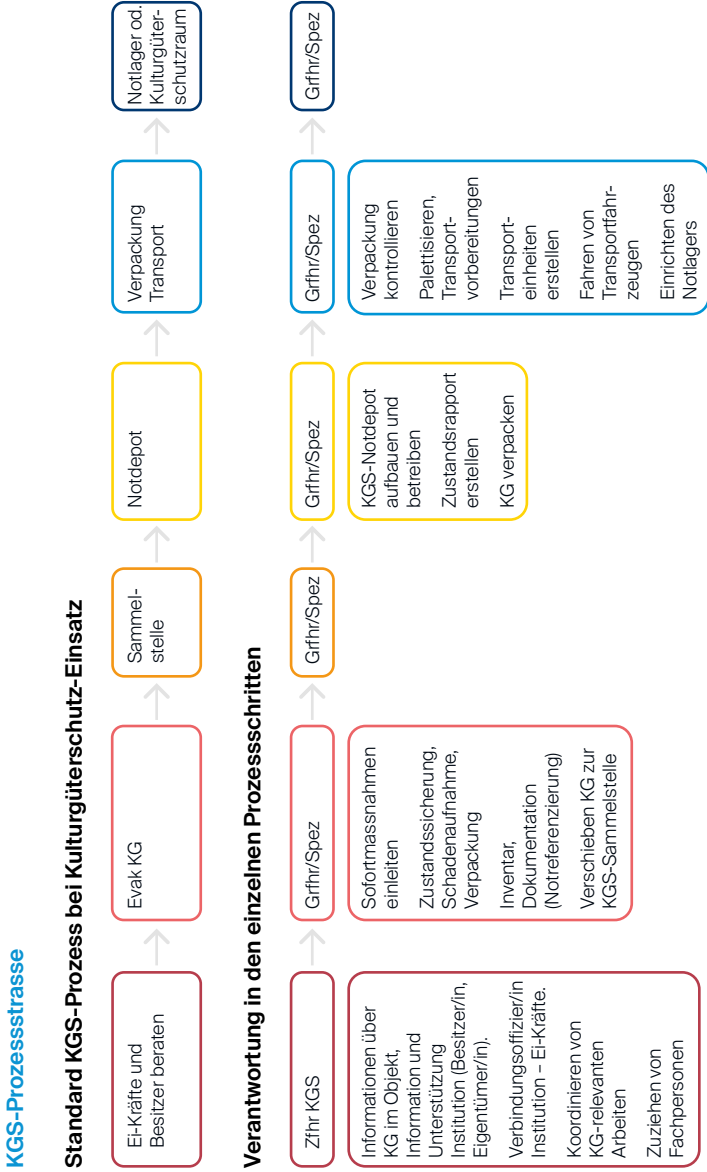 KGS-Prozessstrasse
Standard KGS-Prozess bei Kulturgüterschutz-Einsatz
Ei-Kräfte und
Besitzer beraten
Evak KG
Sammel-
stelle
Notdepot
Verpackung
Transport
Notlager od.
Kulturgüter-
schutzraum
Verantwortung in den einzelnen Prozessschritten
Zfhr KGS
Grfhr/Spez
Grfhr/Spez
Grfhr/Spez
Grfhr/Spez
Grfhr/Spez
Informationen über
KG im Objekt,
Information und
Unterstützung
Institution (Besitzer/in,
Eigentümer/in).
Verbindungsoffizier/in
Institution – Ei-Kräfte.
Koordinieren von
KG-relevanten
Arbeiten
Zuziehen von
Fachpersonen
Sofortmassnahmen
einleiten
Zustandssicherung,
Schadenaufnahme,
Verpackung
Inventar,
Dokumentation
(Notreferenzierung)
Verschieben KG zur
KGS-Sammelstelle
KGS-Notdepot
aufbauen und
betreiben
Zustandsrapport
erstellen
KG verpacken
Verpackung
kontrollieren
Palettisieren,
Transport-
vorbereitungen
Transport-
einheiten
erstellen
Fahren von
Transportfahr-
zeugen
Einrichten des
Notlagers